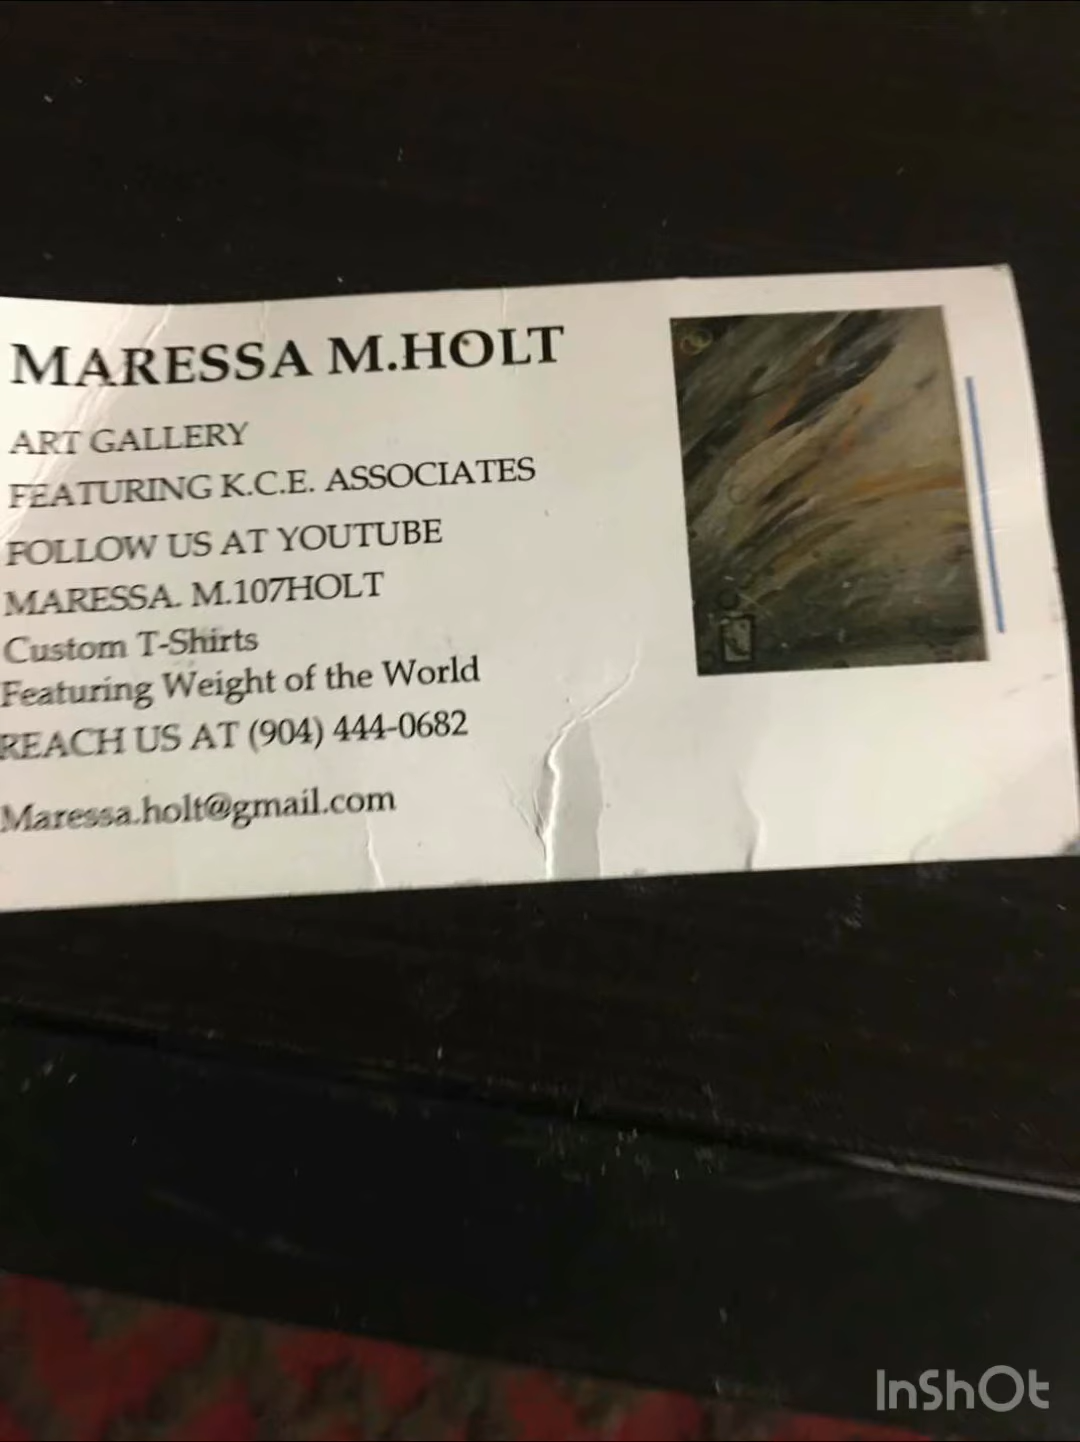 MARESSA M.HOLT
ART GALLERY
FEATURING K.C.E. ASSOCIATES
FOLLOW US AT YOUTUBE
MARESSA. M.107HOLT
Custom T-Shirts
Featuring Weight of the World
REACH US AT (904) 444-0682
Maressa.holt@gmail.com
InShOt